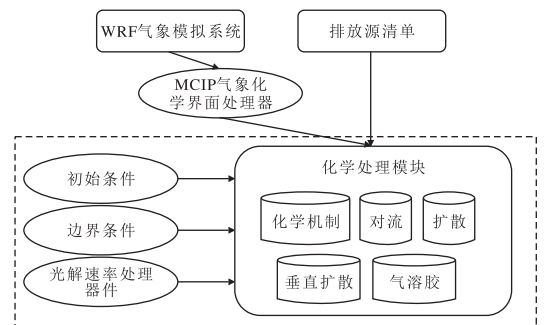 WRF气象模拟系统
排放源清单
MCIP气象化
学界面处理器
化学处理模块
初始条件
化学机制
对流
扩散
边界条件
光解速率处理
器件
垂直扩散
气溶胶